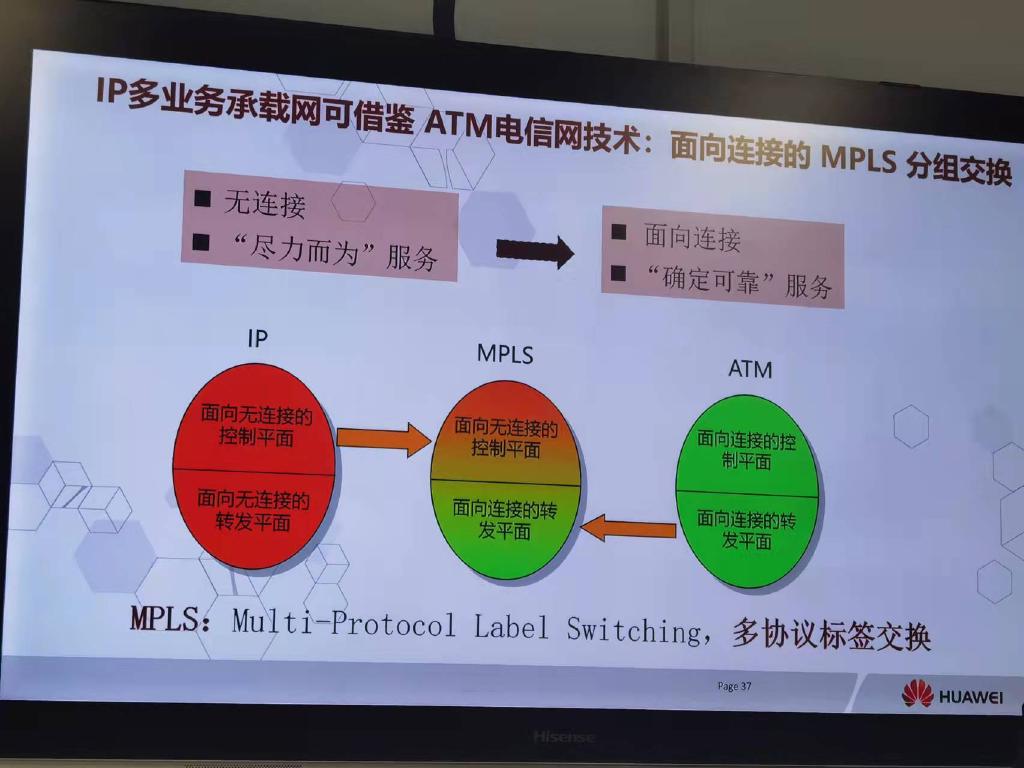 IP多业务承载网可借鉴 ATM电信网技术：面向连接的 MPLS 分组交换
■ 无连接
■ “尽力而为”服务
■ 面向连接
■ “确定可靠”服务
IP
MPLS
ATM
面向无连接的
控制平面
面向无连接的
转发平面
面向无连接的
控制平面
面向连接的转
发平面
面向连接的控
制平面
面向连接的转
发平面
MPLS：Multi-Protocol Label Switching，多协议标签交换
Page 37
HUAWEI
Hisense